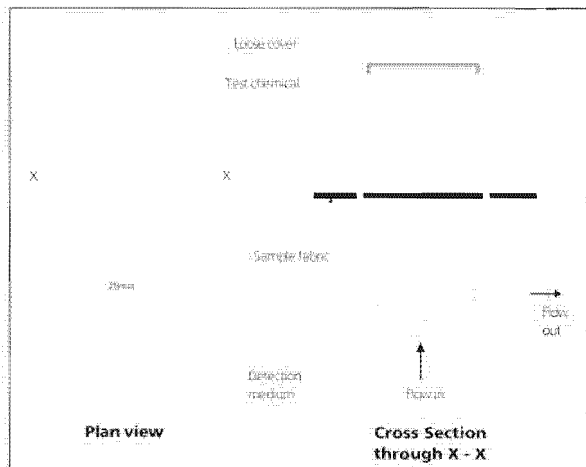 Loose cover
Test chemical
X X
Sample fabric
Flow
out
Detection
medium
Flow in
Plan view
Cross Section
through X - X